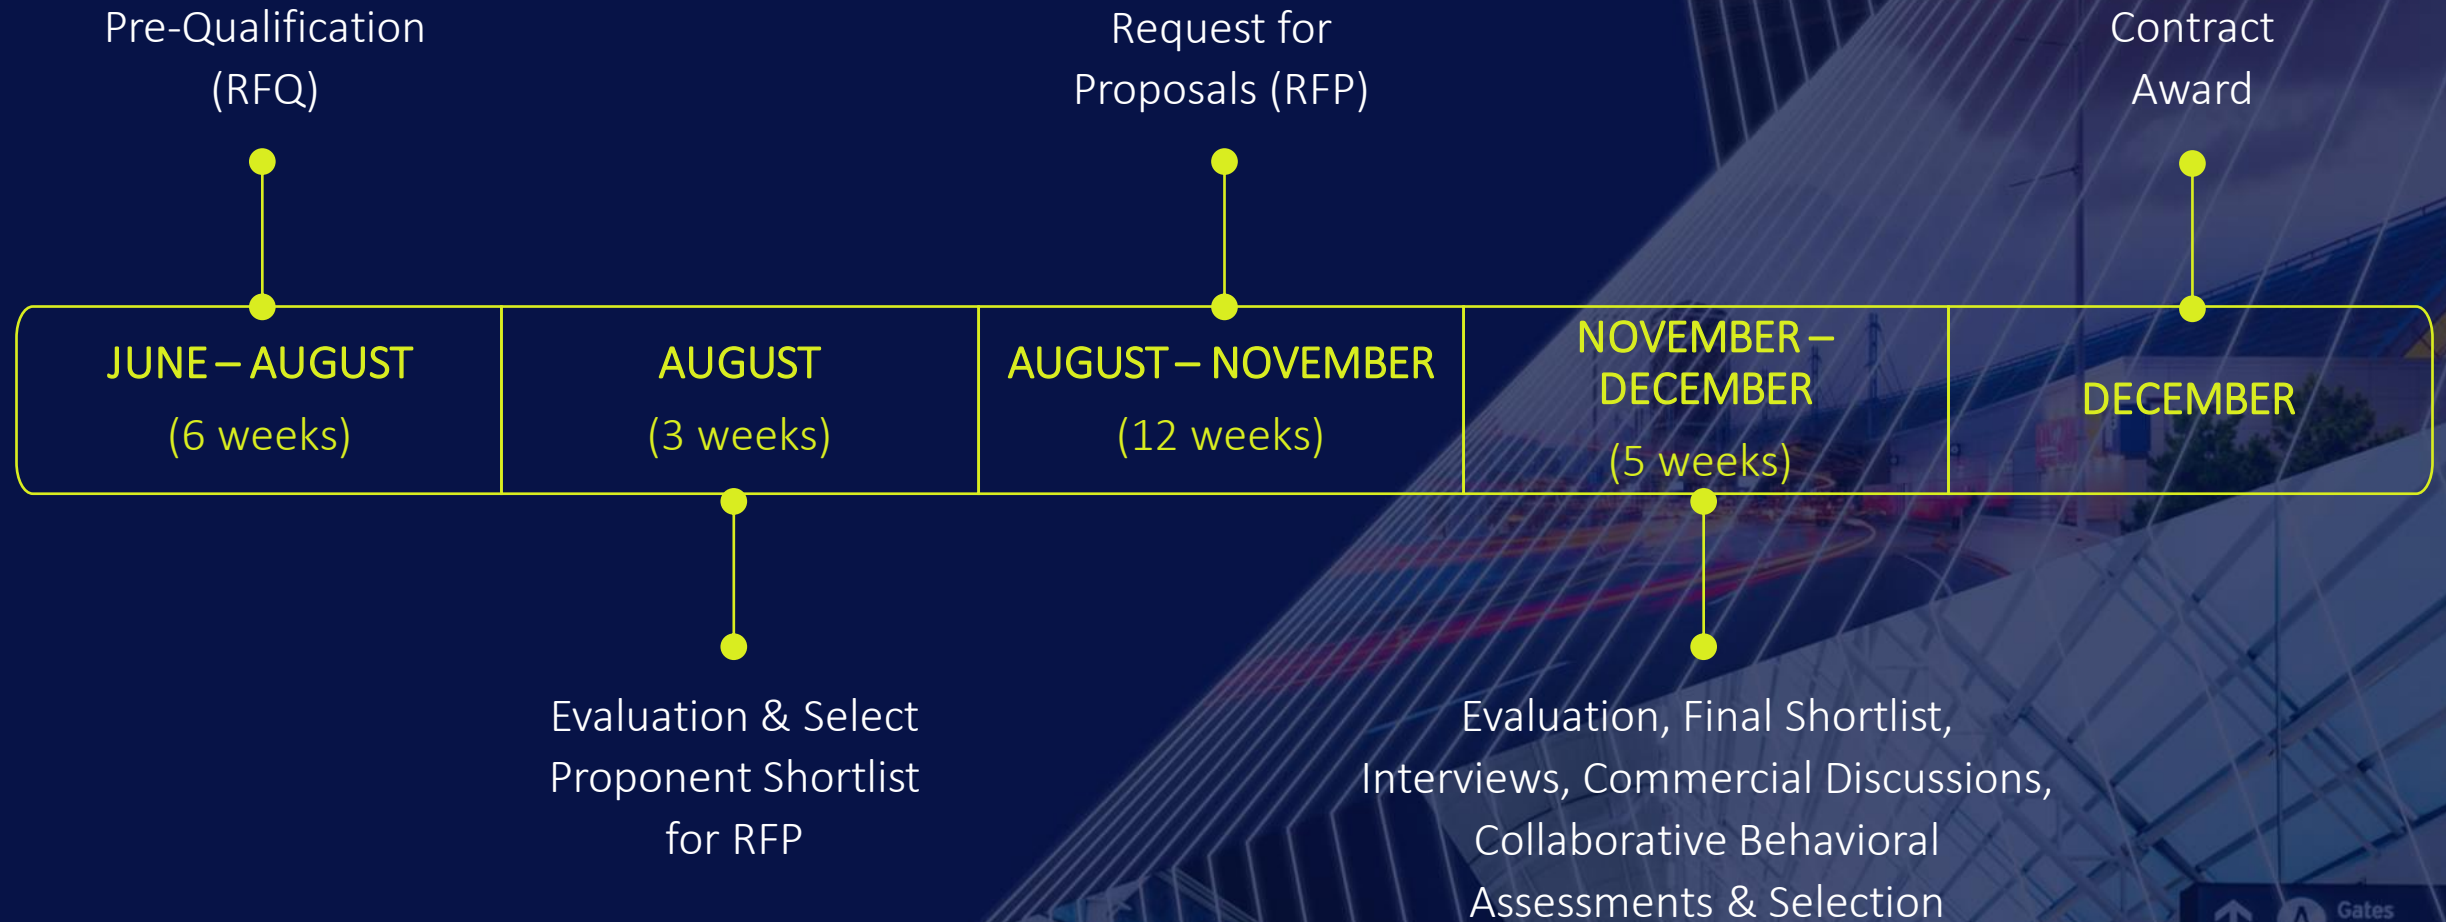 Pre-Qualification
(RFQ)
Request for
Proposals (RFP)
Contract
Award
JUNE – AUGUST
(6 weeks)
AUGUST
(3 weeks)
AUGUST – NOVEMBER
(12 weeks)
NOVEMBER –
DECEMBER
(5 weeks)
DECEMBER
Evaluation & Select
Proponent Shortlist
for RFP
Evaluation, Final Shortlist,
Interviews, Commercial Discussions,
Collaborative Behavioral
Assessments & Selection
A Gates